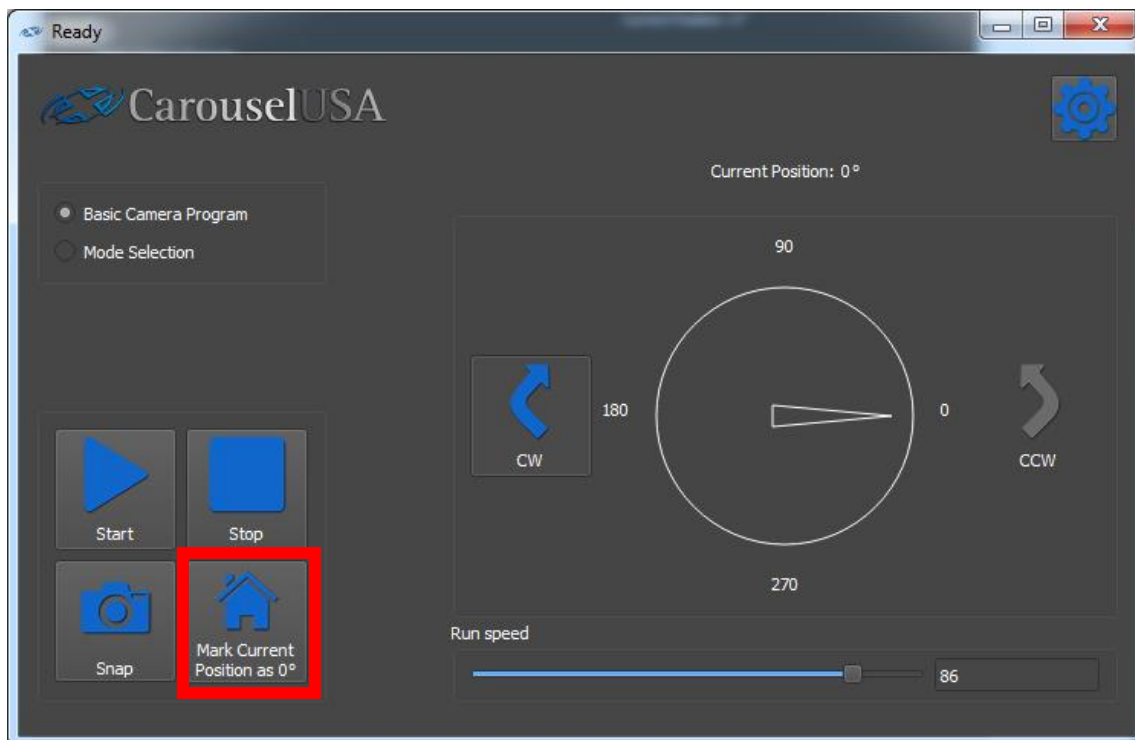 Ready
CarouselUSA
Current Position: 0°
Basic Camera Program
Mode Selection
90
180
0
CW
CCW
270
Start
Stop
Snap
Mark Current
Position as 0°
Run speed
86